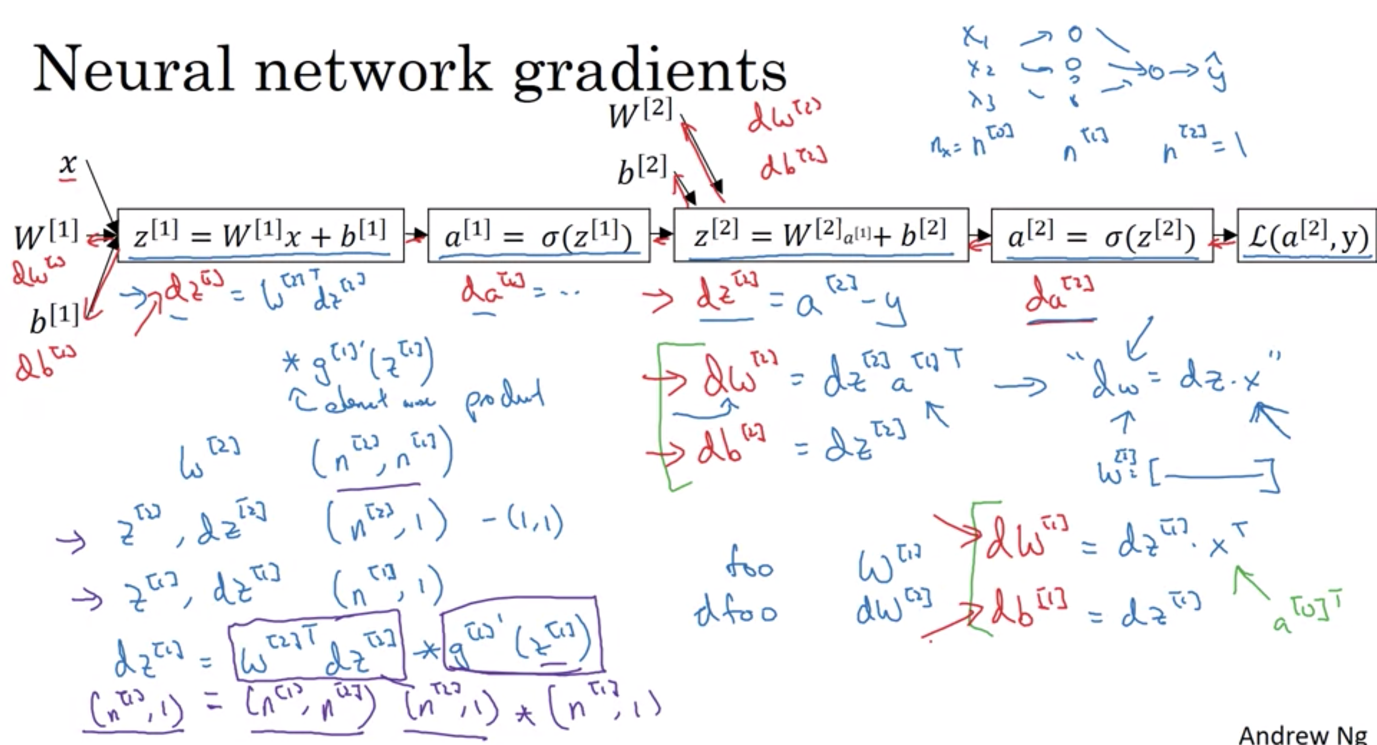 Neural network gradients
x₁ x₂ x₃ ŷ
nₓ = n^[0] n^[1] n^[2] = 1
W^[2] dw^[2]
b^[2] db^[2]
x
W^[1] z^[1] = W^[1]x + b^[1] a^[1] = σ(z^[1]) z^[2] = W^[2]a^[1] + b^[2] a^[2] = σ(z^[2]) ℒ(a^[2], y)
dw^[1]
b^[1] → dz^[1] = W^[2]T dz^[2] da^[1] = ... → dz^[2] = a^[2] - y da^[2]
db^[1]
* g^[1]'(z^[1])
↑ element wise product
→ dw^[2] = dz^[2] a^[1]T → "dw = dz · x"
→ db^[2] = dz^[2]
w^[2] (n^[2], n^[1])
w^[1]: [ ]
→ z^[2], dz^[2] (n^[2], 1) - (1,1)
→ z^[1], dz^[1] (n^[1], 1)
foo W^[1]
dfoo dW^[2]
dW^[1] = dz^[1] · x^T
db^[1] = dz^[1] a^[0]T
dz^[1] = W^[2]T dz^[2] * g^[1]'(z^[1])
(n^[1], 1) = (n^[1], n^[2]) (n^[2], 1) * (n^[1], 1)
Andrew Ng